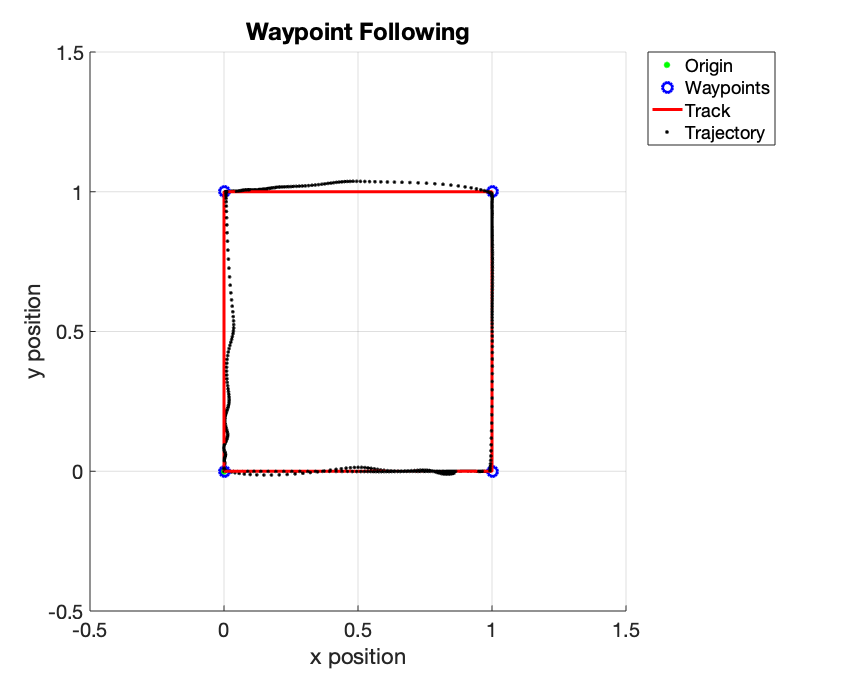 Waypoint Following
1.5
1
0.5
0
-0.5
-0.5
0
0.5
1
1.5
x position
y position
Origin
Waypoints
Track
Trajectory